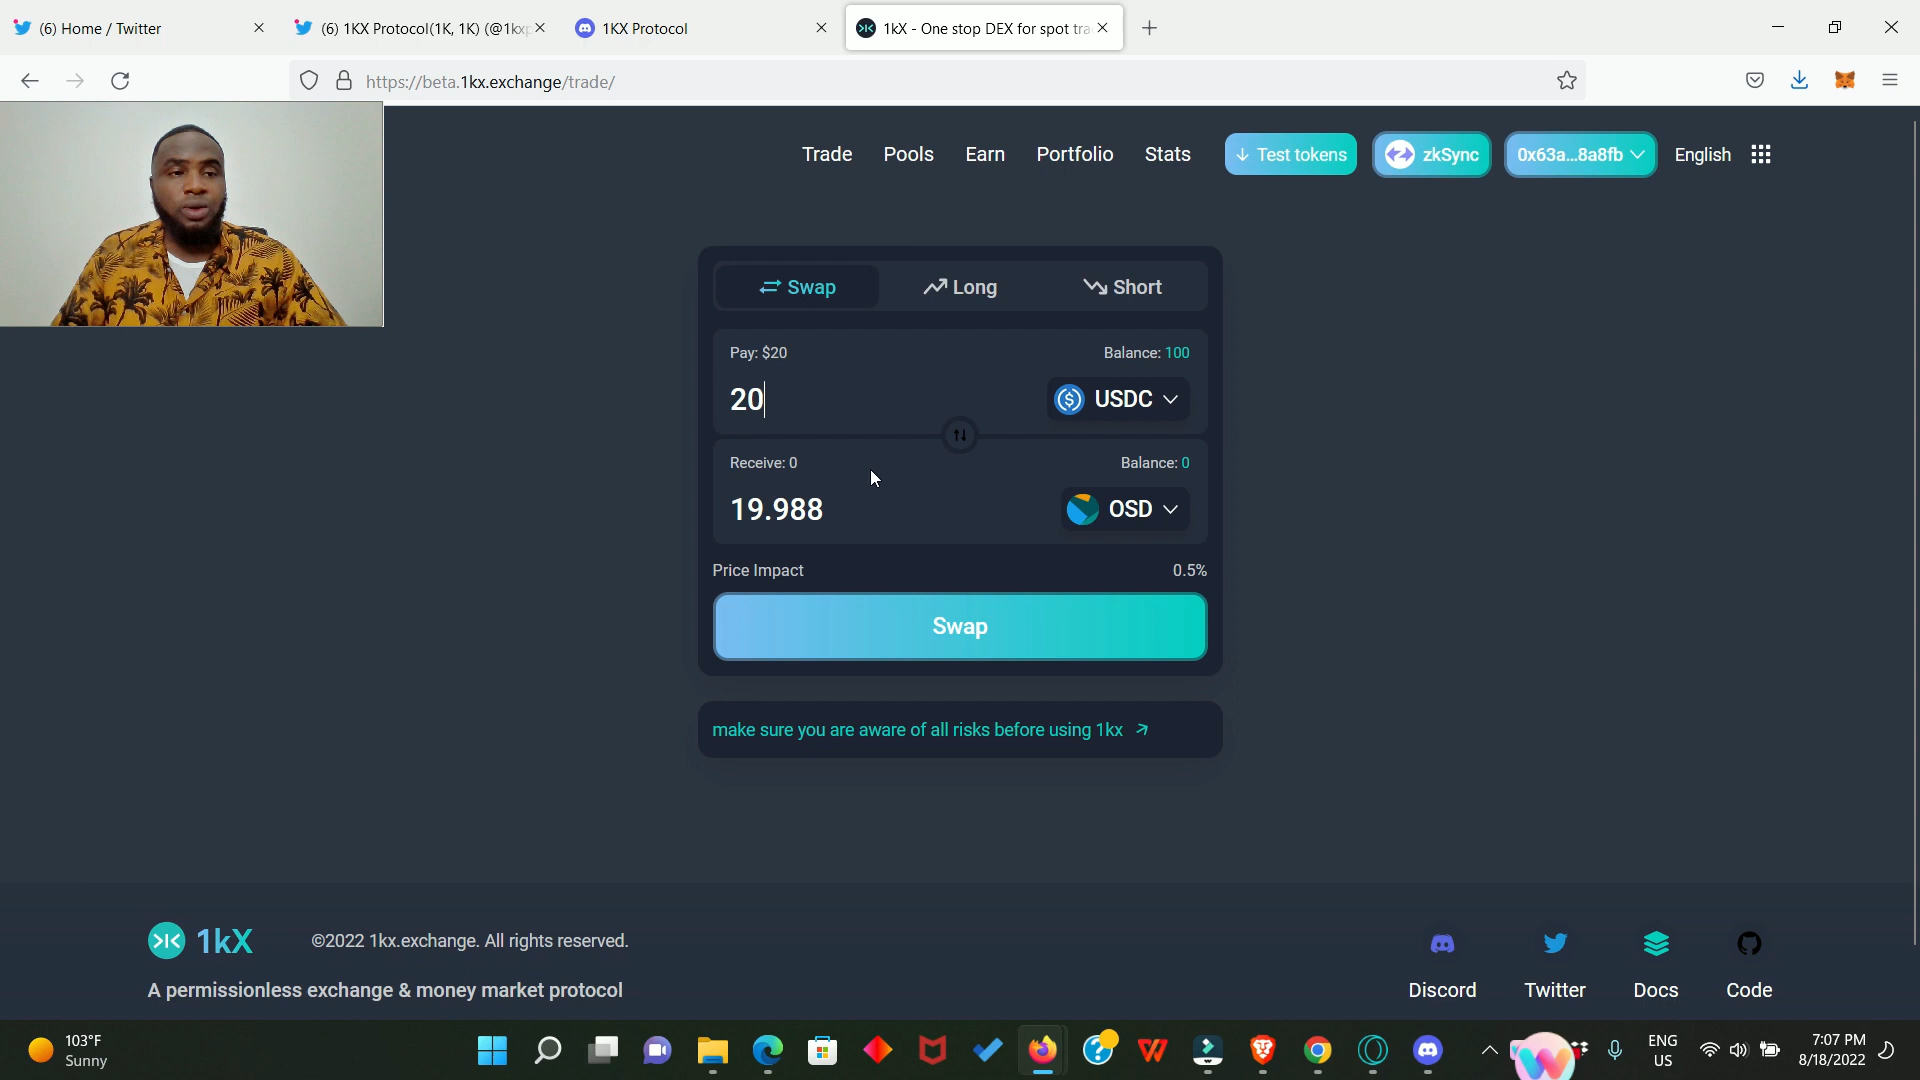 (6) Home / Twitter
(6) 1KX Protocol(1K, 1K) (@1kxp
1KX Protocol
1kX - One stop DEX for spot tra
https://beta.1kx.exchange/trade/
Trade
Pools
Earn
Portfolio
Stats
Test tokens
zkSync
0x63a...8a8fb
English
Swap
Long
Short
Pay: $20
Balance: 100
20
USDC
Receive: 0
Balance: 0
19.988
OSD
Price Impact
0.5%
Swap
make sure you are aware of all risks before using 1kx
1kX
©2022 1kx.exchange. All rights reserved.
A permissionless exchange & money market protocol
Discord
Twitter
Docs
Code
103°F
Sunny
ENG
US
7:07 PM
8/18/2022